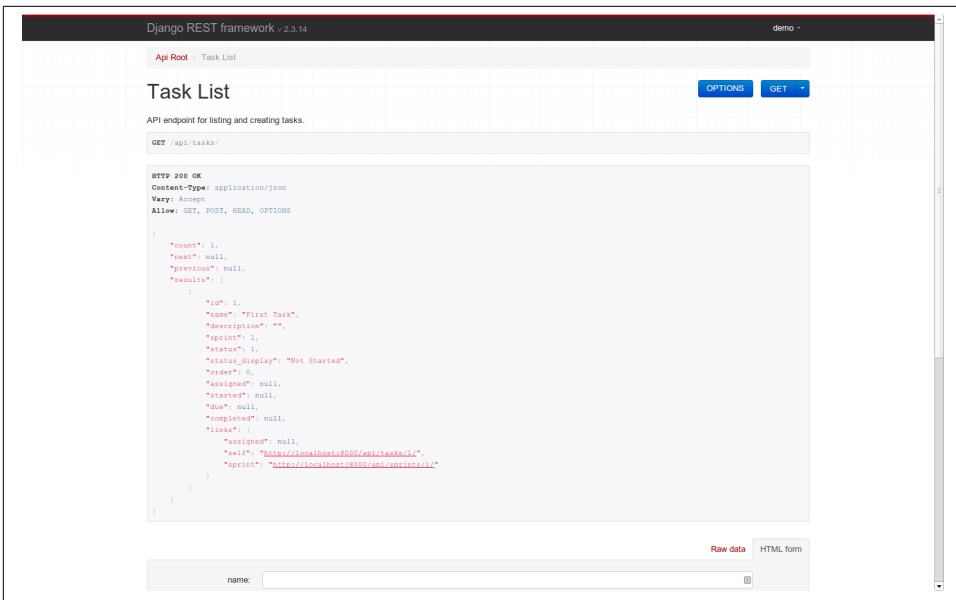 Django REST framework v 2.3.14
demo
Api Root › Task List
Task List
OPTIONS
GET
API endpoint for listing and creating tasks.
GET /api/tasks/
HTTP 200 OK
Content-Type: application/json
Vary: Accept
Allow: GET, POST, HEAD, OPTIONS
{
"count": 1,
"next": null,
"previous": null,
"results": [
{
"id": 1,
"name": "First Task",
"description": "",
"sprint": 1,
"status": 1,
"status_display": "Not Started",
"order": 0,
"assigned": null,
"started": null,
"due": null,
"completed": null,
"links": {
"assigned": null,
"self": "http://localhost:8000/api/tasks/1/",
"sprint": "http://localhost:8000/api/sprints/1/"
}
}
]
}
Raw data
HTML form
name: